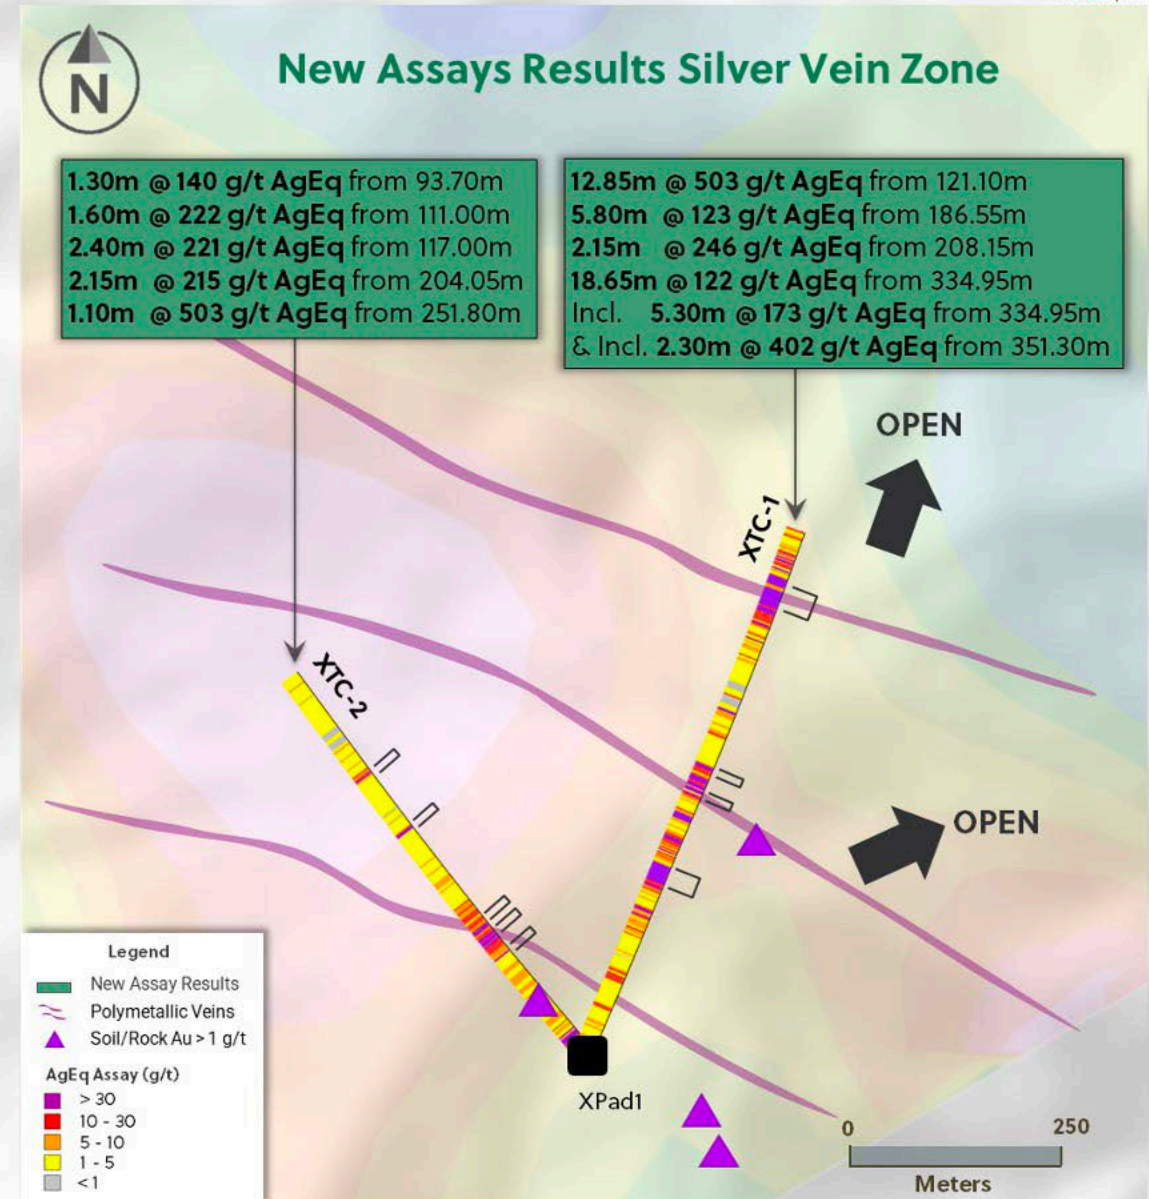 N
New Assays Results Silver Vein Zone
1.30m @ 140 g/t AgEq from 93.70m
1.60m @ 222 g/t AgEq from 111.00m
2.40m @ 221 g/t AgEq from 117.00m
2.15m @ 215 g/t AgEq from 204.05m
1.10m @ 503 g/t AgEq from 251.80m
12.85m @ 503 g/t AgEq from 121.10m
5.80m @ 123 g/t AgEq from 186.55m
2.15m @ 246 g/t AgEq from 208.15m
18.65m @ 122 g/t AgEq from 334.95m
Incl. 5.30m @ 173 g/t AgEq from 334.95m
& Incl. 2.30m @ 402 g/t AgEq from 351.30m
OPEN
XTC-1
XTC-2
OPEN
XPad1
Legend
New Assay Results
Polymetallic Veins
Soil/Rock Au > 1 g/t
AgEq Assay (g/t)
> 30
10 - 30
5 - 10
1 - 5
< 1
0 250
Meters